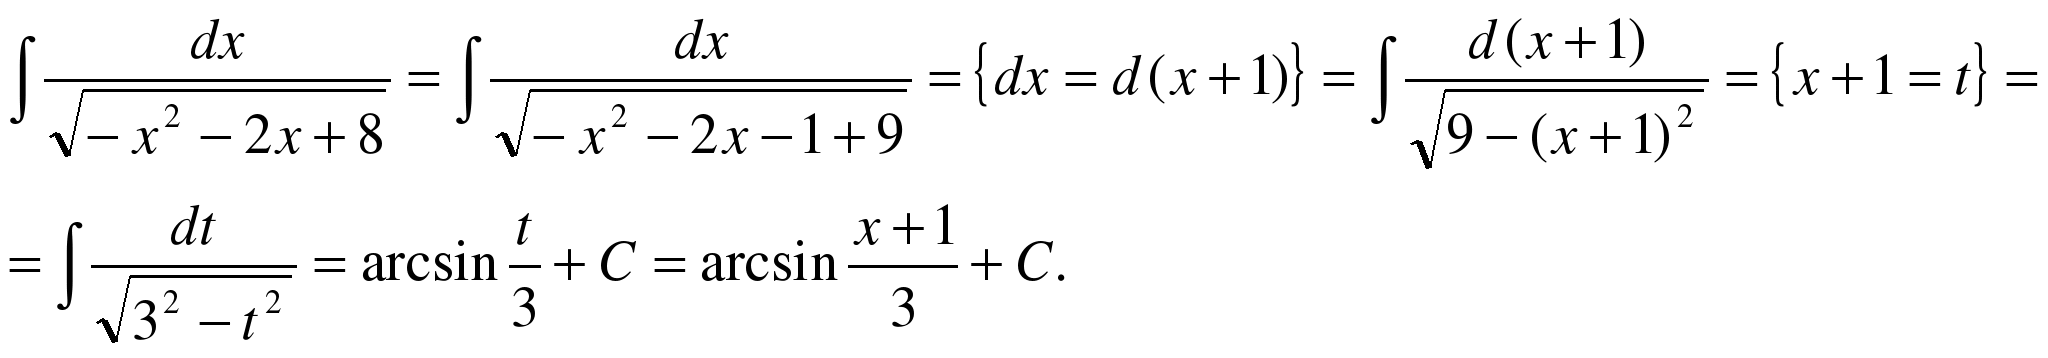 ∫ dx/√(−x² − 2x + 8) = ∫ dx/√(−x² − 2x − 1 + 9) = {dx = d(x + 1)} = ∫ d(x + 1)/√(9 − (x + 1)²) = {x + 1 = t} =
= ∫ dt/√(3² − t²) = arcsin t/3 + C = arcsin (x + 1)/3 + C.